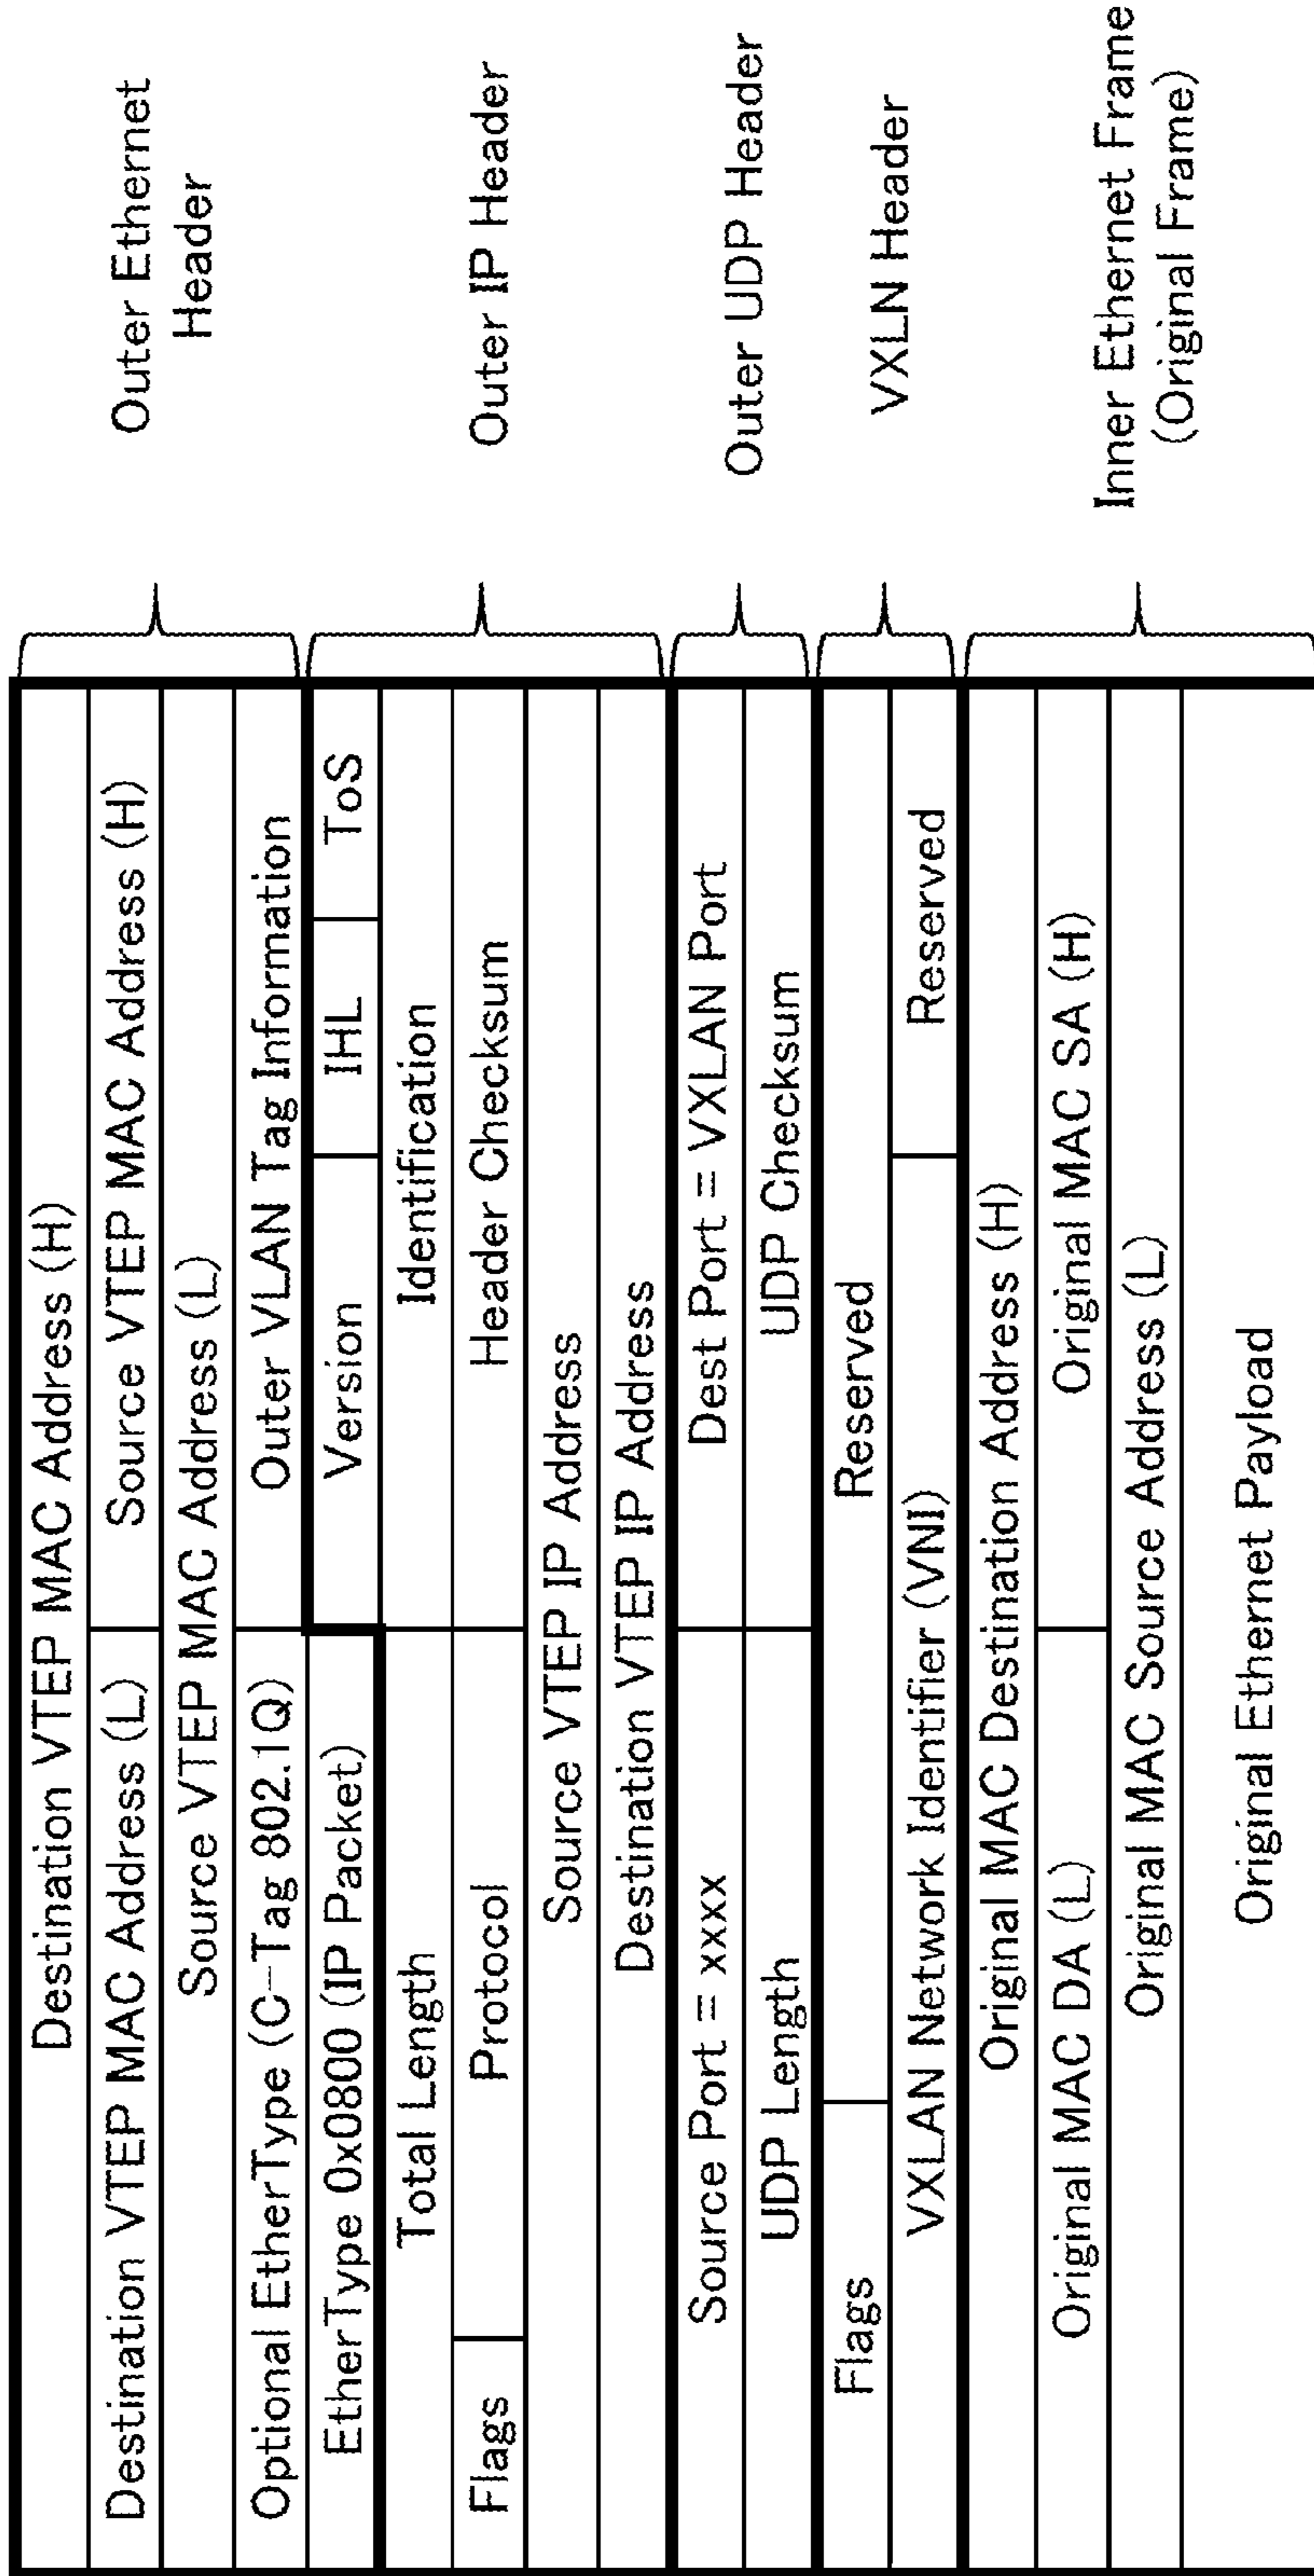 Destination VTEP MAC Address (H)
Destination VTEP MAC Address (L)
Source VTEP MAC Address (H)
Source VTEP MAC Address (L)
Optional EtherType (C-Tag 802.1Q)
Outer VLAN Tag Information
Outer Ethernet
Header
EtherType 0x0800 (IP Packet)
Version
IHL
ToS
Total Length
Identification
Flags
Protocol
Header Checksum
Source VTEP IP Address
Destination VTEP IP Address
Outer IP Header
Source Port = xxxx
Dest Port = VXLAN Port
UDP Length
UDP Checksum
Outer UDP Header
Flags
Reserved
VXLAN Network Identifier (VNI)
Reserved
VXLN Header
Original MAC Destination Address (H)
Original MAC DA (L)
Original MAC SA (H)
Original MAC Source Address (L)
Original Ethernet Payload
Inner Ethernet Frame
(Original Frame)